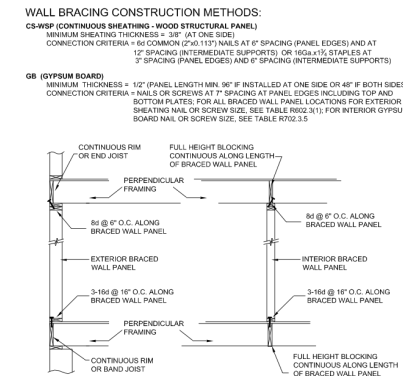 WALL BRACING CONSTRUCTION METHODS:
CS-WSP (CONTINUOUS SHEATHING - WOOD STRUCTURAL PANEL)
MINIMUM SHEATING THICKNESS = 3/8" (AT ONE SIDE)
CONNECTION CRITERIA = 6d COMMON (2"x0.113") NAILS AT 6" SPACING (PANEL EDGES) AND AT
12" SPACING (INTERMEDIATE SUPPORTS) OR 16Ga.x1¾ STAPLES AT
3" SPACING (PANEL EDGES) AND 6" SPACING (INTERMEDIATE SUPPORTS)
GB (GYPSUM BOARD)
MINIMUM THICKNESS = 1/2" (PANEL LENGTH MIN. 96" IF INSTALLED AT ONE SIDE OR 48" IF BOTH SIDES
CONNECTION CRITERIA = NAILS OR SCREWS AT 7" SPACING AT PANEL EDGES INCLUDING TOP AND
BOTTOM PLATES; FOR ALL BRACED WALL PANEL LOCATIONS FOR EXTERIOR
SHEATING NAIL OR SCREW SIZE, SEE TABLE R602.3(1); FOR INTERIOR GYPSU
BOARD NAIL OR SCREW SIZE, SEE TABLE R702.3.5
CONTINUOUS RIM
OR END JOIST
FULL HEIGHT BLOCKING
CONTINUOUS ALONG LENGTH
OF BRACED WALL PANEL
PERPENDICULAR
FRAMING
8d @ 6" O.C. ALONG
BRACED WALL PANEL
8d @ 6" O.C. ALONG
BRACED WALL PANEL
EXTERIOR BRACED
WALL PANEL
INTERIOR BRACED
WALL PANEL
3-16d @ 16" O.C. ALONG
BRACED WALL PANEL
3-16d @ 16" O.C. ALONG
BRACED WALL PANEL
PERPENDICULAR
FRAMING
CONTINUOUS RIM
OR BAND JOIST
FULL HEIGHT BLOCKING
CONTINUOUS ALONG LENGTH
OF BRACED WALL PANEL